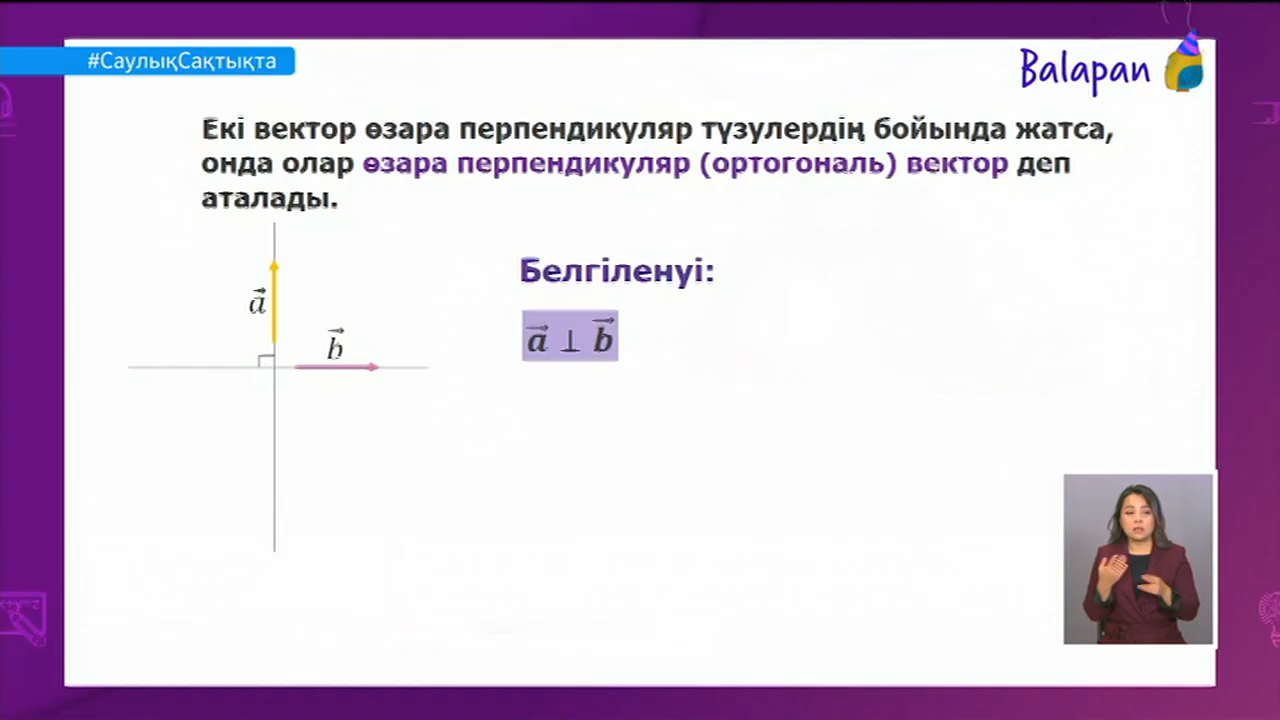 #СаулықСақтықта
Balapan
Екі вектор өзара перпендикуляр түзулердің бойында жатса,
онда олар өзара перпендикуляр (ортогональ) вектор деп
аталады.
Белгіленуі:
a⃗
a⃗ ⊥ b⃗
b⃗
x+y=z